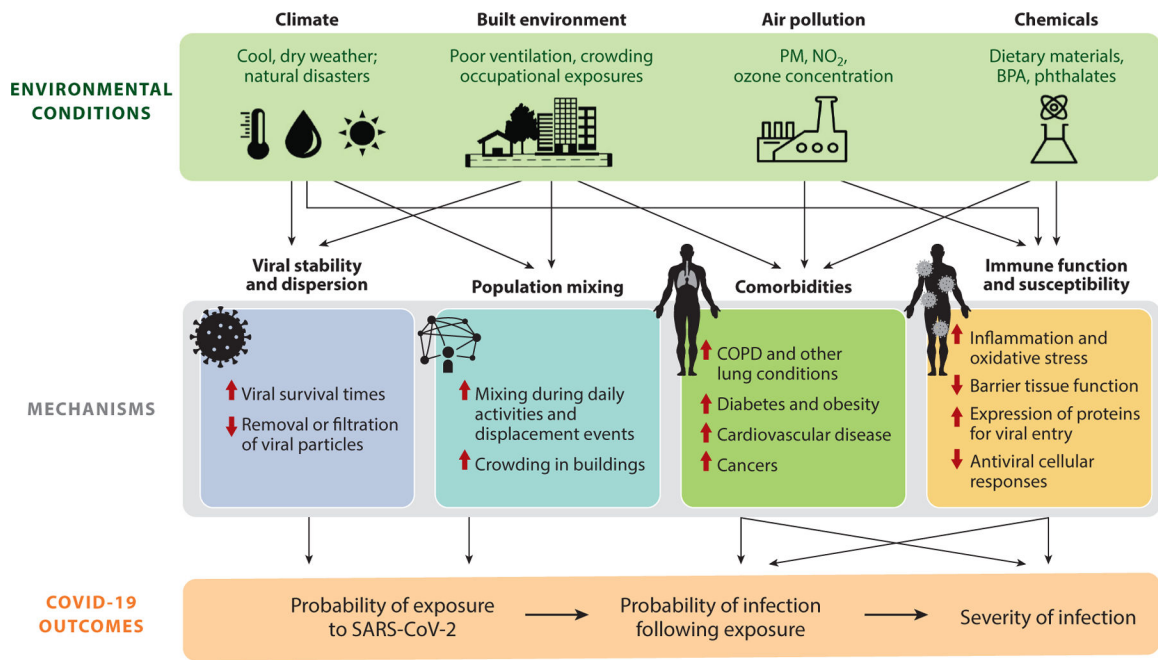 Climate
Built environment
Air pollution
Chemicals
ENVIRONMENTAL
CONDITIONS
Cool, dry weather;
natural disasters
Poor ventilation, crowding
occupational exposures
PM, NO₂,
ozone concentration
Dietary materials,
BPA, phthalates
Viral stability
and dispersion
Population mixing
Comorbidities
Immune function
and susceptibility
MECHANISMS
Viral survival times
Removal or filtration
of viral particles
Mixing during daily
activities and
displacement events
Crowding in buildings
COPD and other
lung conditions
Diabetes and obesity
Cardiovascular disease
Cancers
Inflammation and
oxidative stress
Barrier tissue function
Expression of proteins
for viral entry
Antiviral cellular
responses
COVID-19
OUTCOMES
Probability of exposure
to SARS-CoV-2
Probability of infection
following exposure
Severity of infection